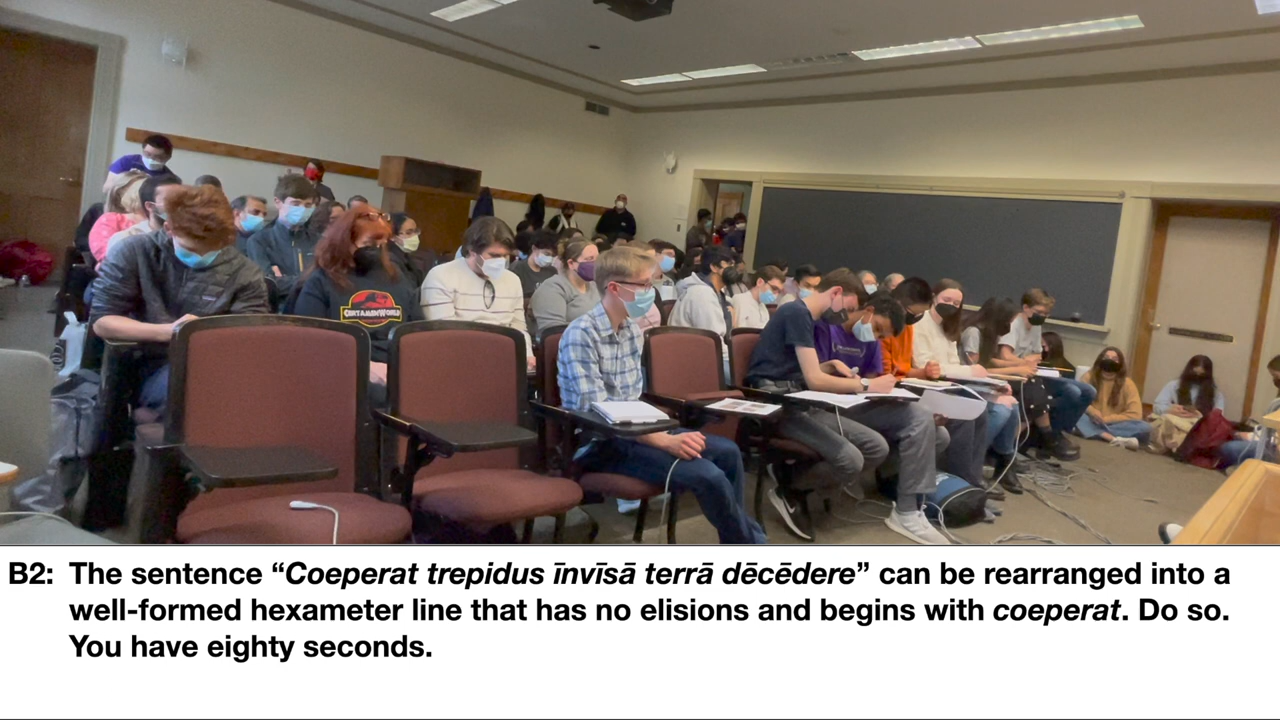 CERTAMENWORLD
B2: The sentence “Coeperat trepidus īnvīsā terrā dēcēdere” can be rearranged into a
well-formed hexameter line that has no elisions and begins with coeperat. Do so.
You have eighty seconds.